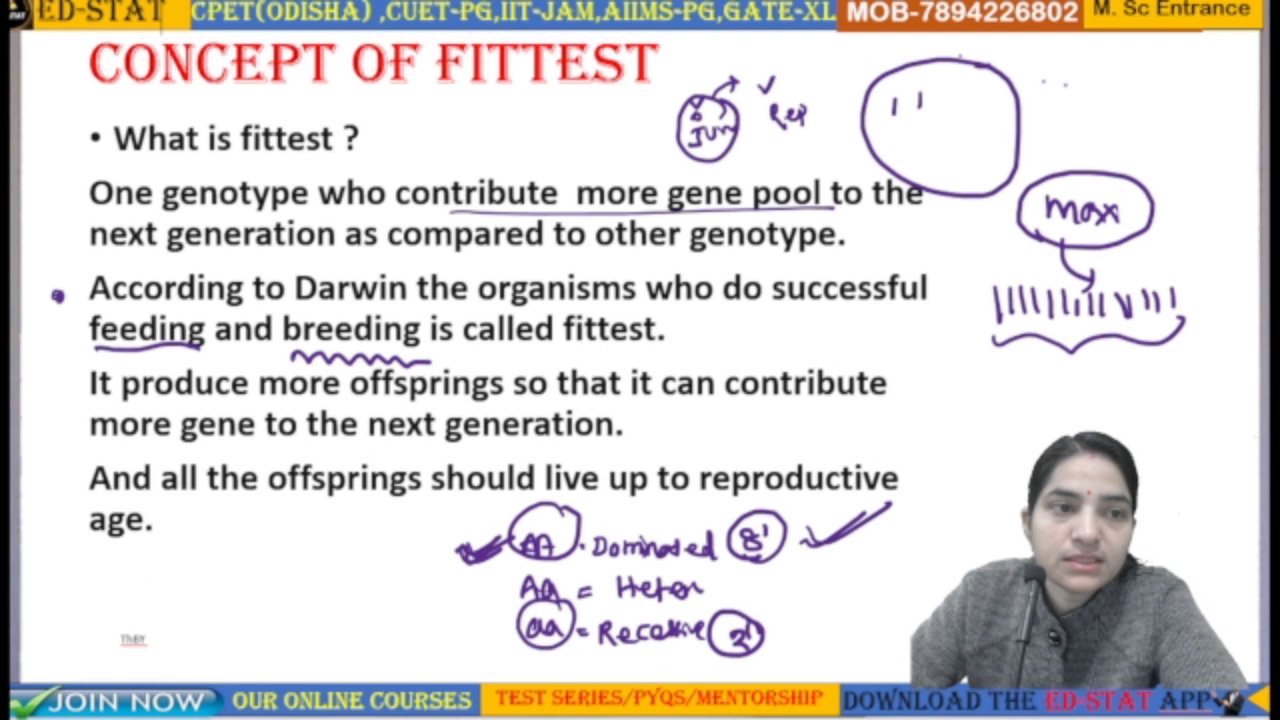 ED-STAT
CPET(ODISHA) ,CUET-PG,IIT-JAM,AIIMS-PG,GATE-XL
MOB-7894226802
M. Sc Entrance
CONCEPT OF FITTEST
• What is fittest ?
One genotype who contribute more gene pool to the
next generation as compared to other genotype.
According to Darwin the organisms who do successful
feeding and breeding is called fittest.
It produce more offsprings so that it can contribute
more gene to the next generation.
And all the offsprings should live up to reproductive
age.
Rep
max
AA Dominated 8
Aa =
aa = Recessive 2
JOIN NOW
OUR ONLINE COURSES
TEST SERIES/PYQS/MENTORSHIP
DOWNLOAD THE ED-STAT APP